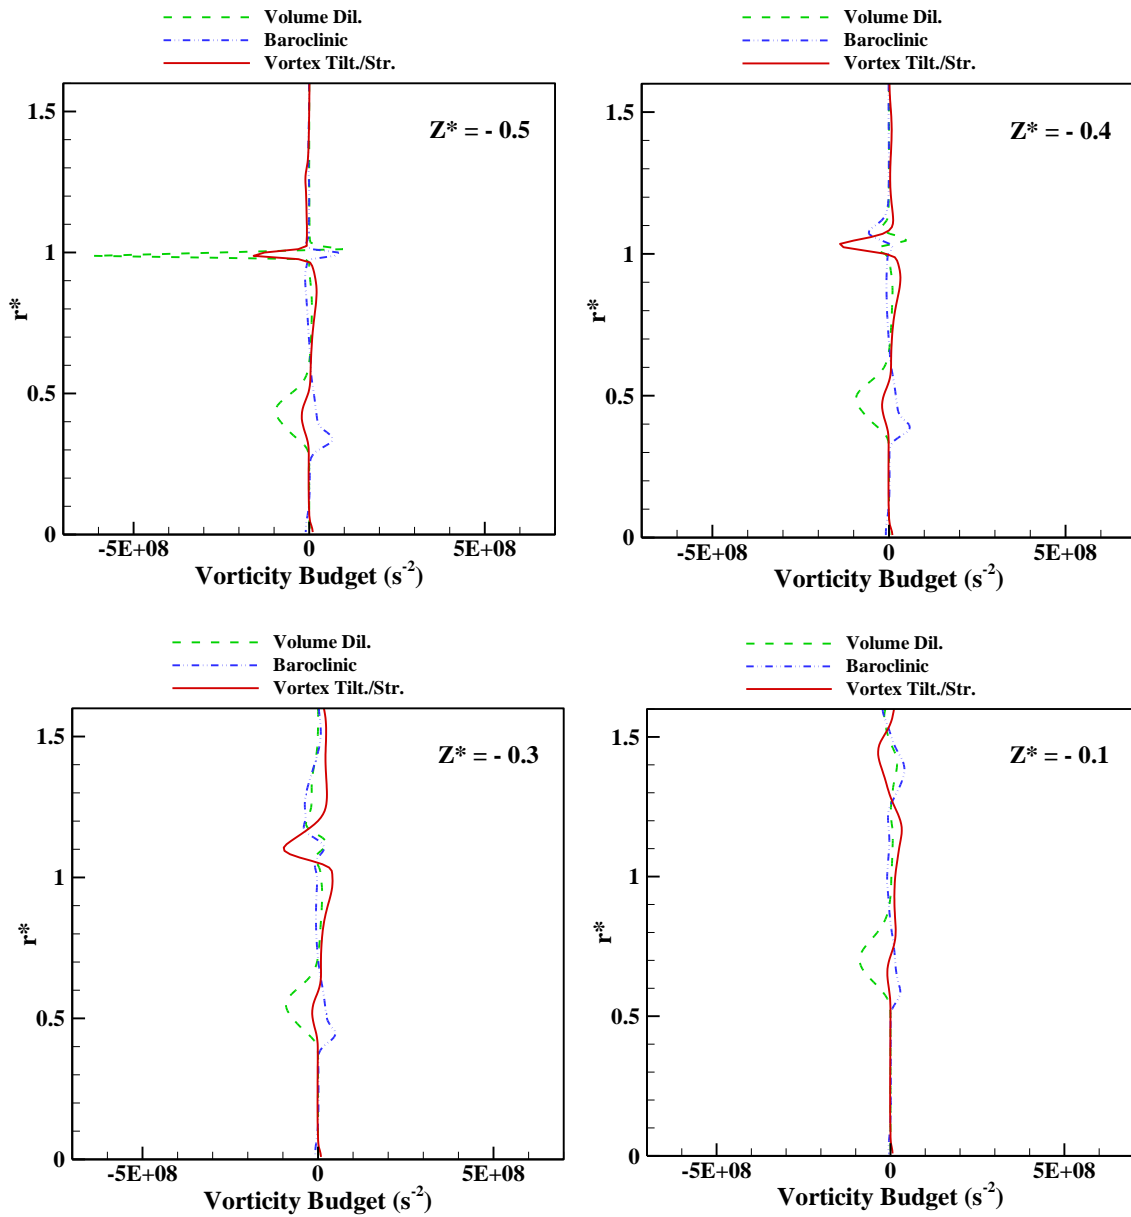 Volume Dil.
Baroclinic
Vortex Tilt./Str.
Z* = - 0.5
1.5
1
0.5
0
r*
-5E+08 0 5E+08
Vorticity Budget (s-2)
Volume Dil.
Baroclinic
Vortex Tilt./Str.
Z* = - 0.4
1.5
1
0.5
0
r*
-5E+08 0 5E+08
Vorticity Budget (s-2)
Volume Dil.
Baroclinic
Vortex Tilt./Str.
Z* = - 0.3
1.5
1
0.5
0
r*
-5E+08 0 5E+08
Vorticity Budget (s-2)
Volume Dil.
Baroclinic
Vortex Tilt./Str.
Z* = - 0.1
1.5
1
0.5
0
r*
-5E+08 0 5E+08
Vorticity Budget (s-2)